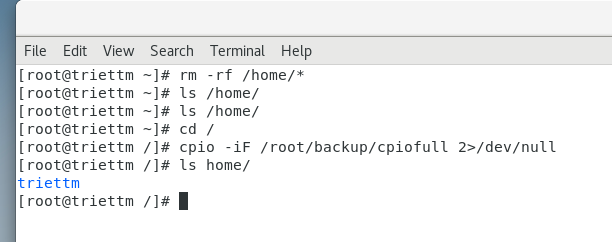 File Edit View Search Terminal Help
[root@triettm ~]# rm -rf /home/*
[root@triettm ~]# ls /home/
[root@triettm ~]# ls /home/
[root@triettm ~]# cd /
[root@triettm /]# cpio -iF /root/backup/cpiofull 2>/dev/null
[root@triettm /]# ls home/
triettm
[root@triettm /]#